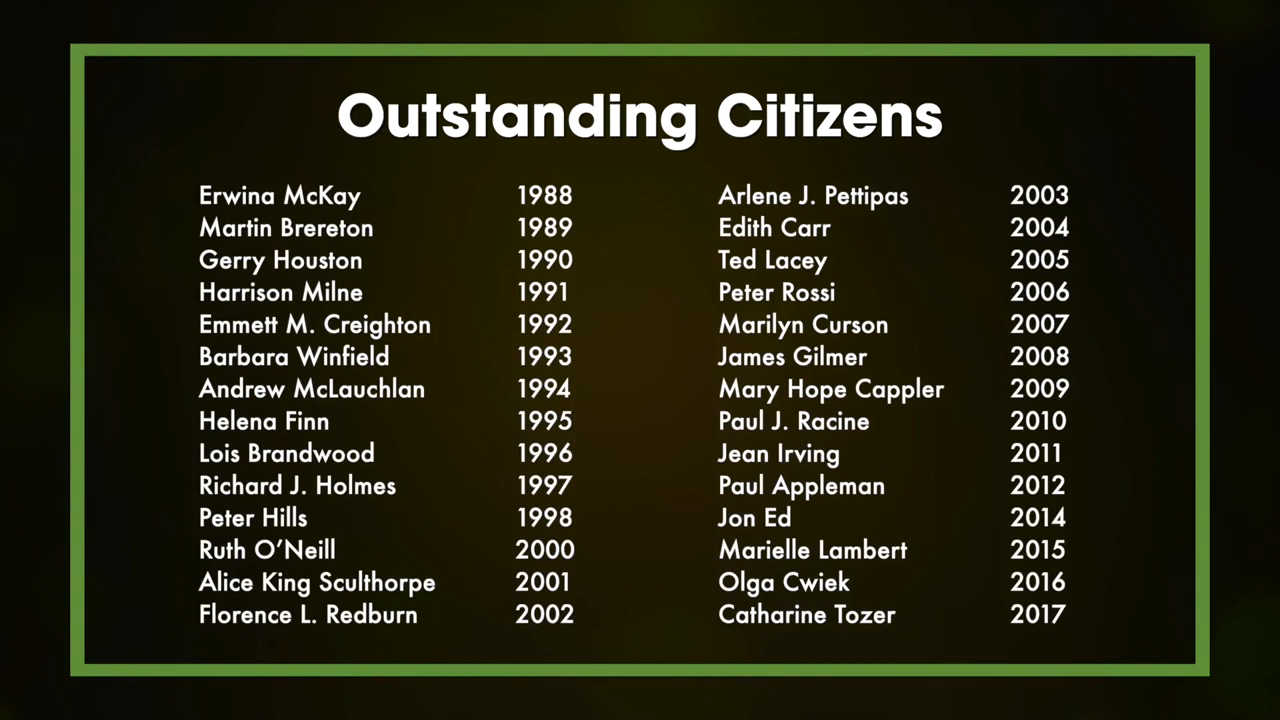 Outstanding Citizens
Erwina McKay 1988
Martin Brereton 1989
Gerry Houston 1990
Harrison Milne 1991
Emmett M. Creighton 1992
Barbara Winfield 1993
Andrew McLauchlan 1994
Helena Finn 1995
Lois Brandwood 1996
Richard J. Holmes 1997
Peter Hills 1998
Ruth O’Neill 2000
Alice King Sculthorpe 2001
Florence L. Redburn 2002
Arlene J. Pettipas 2003
Edith Carr 2004
Ted Lacey 2005
Peter Rossi 2006
Marilyn Curson 2007
James Gilmer 2008
Mary Hope Cappler 2009
Paul J. Racine 2010
Jean Irving 2011
Paul Appleman 2012
Jon Ed 2014
Marielle Lambert 2015
Olga Cwiek 2016
Catharine Tozer 2017